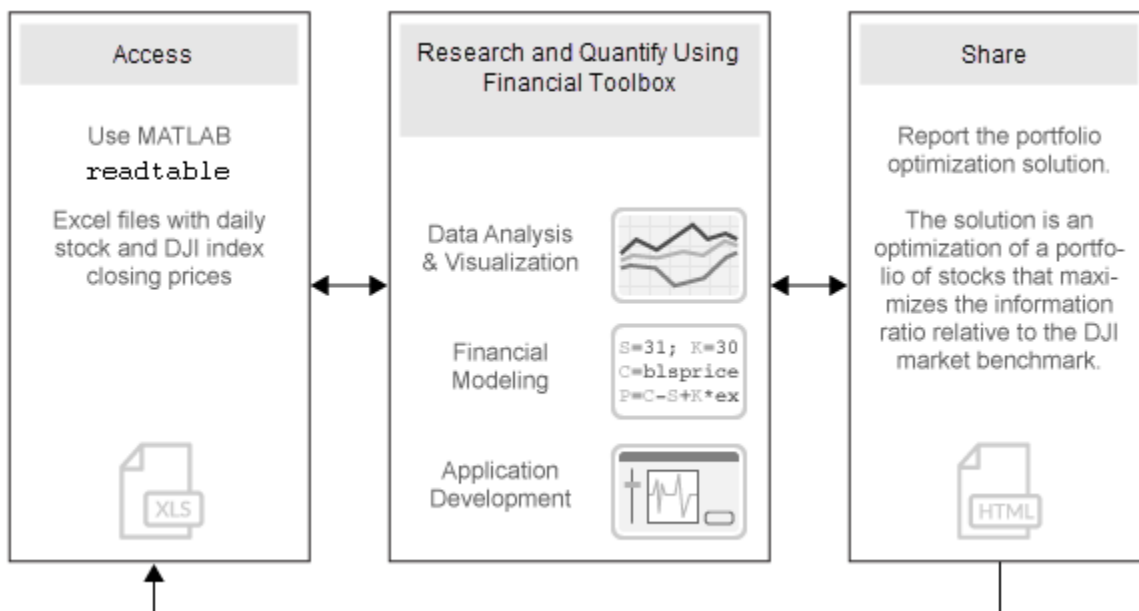 Access
Use MATLAB
readtable
Excel files with daily
stock and DJI index
closing prices
XLS
Research and Quantify Using
Financial Toolbox
Data Analysis
& Visualization
Financial
Modeling
S=31; K=30
C=blsprice
P=C-S+K*ex
Application
Development
Share
Report the portfolio
optimization solution.
The solution is an
optimization of a portfo-
lio of stocks that maxi-
mizes the information
ratio relative to the DJI
market benchmark.
HTML